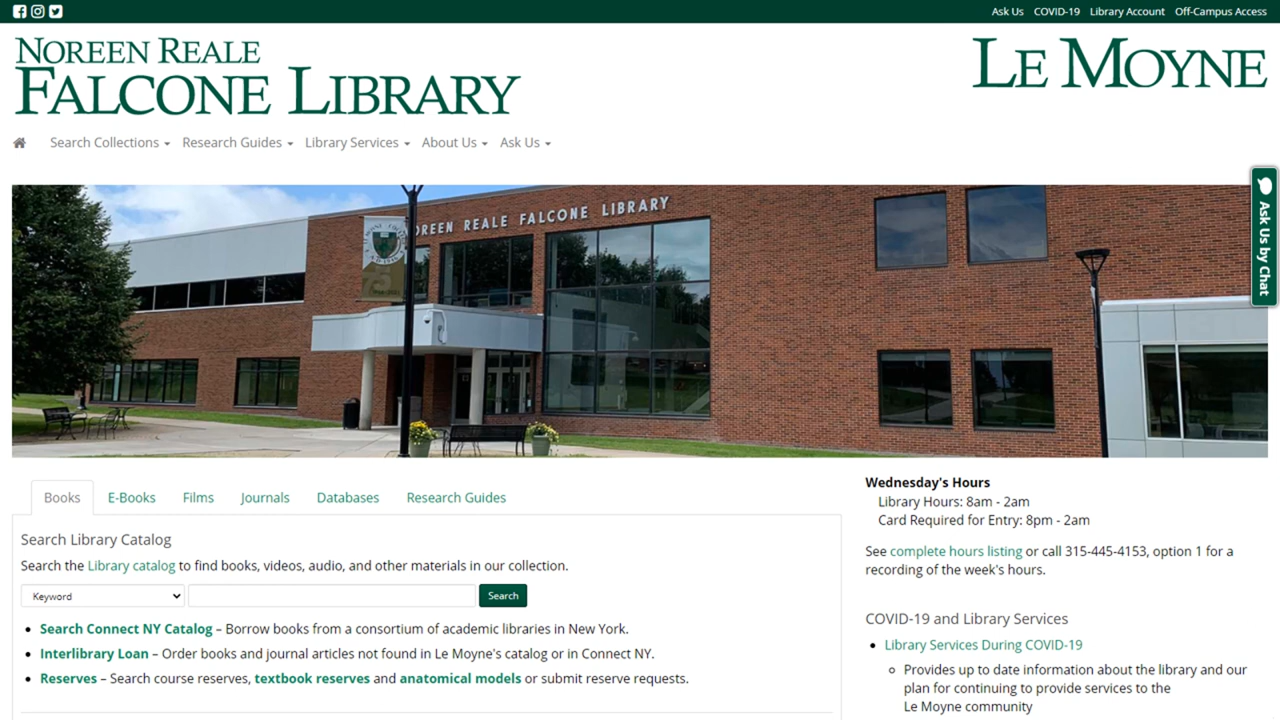 Ask Us COVID-19 Library Account Off-Campus Access
NOREEN REALE
FALCONE LIBRARY
LE MOYNE
Search Collections Research Guides Library Services About Us Ask Us
NOREEN REALE FALCONE LIBRARY
Ask Us by Chat
Books E-Books Films Journals Databases Research Guides
Search Library Catalog
Search the Library catalog to find books, videos, audio, and other materials in our collection.
Keyword Search
• Search Connect NY Catalog – Borrow books from a consortium of academic libraries in New York.
• Interlibrary Loan – Order books and journal articles not found in Le Moyne's catalog or in Connect NY.
• Reserves – Search course reserves, textbook reserves and anatomical models or submit reserve requests.
Wednesday's Hours
Library Hours: 8am - 2am
Card Required for Entry: 8pm - 2am
See complete hours listing or call 315-445-4153, option 1 for a
recording of the week's hours.
COVID-19 and Library Services
• Library Services During COVID-19
◦ Provides up to date information about the library and our
plan for continuing to provide services to the
Le Moyne community